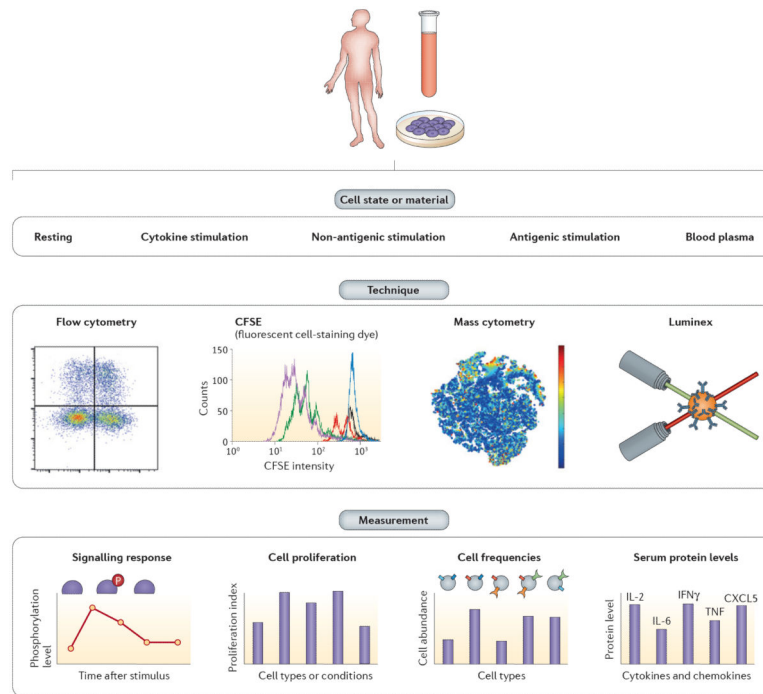 Cell state or material
Resting Cytokine stimulation Non-antigenic stimulation Antigenic stimulation Blood plasma
Technique
Flow cytometry
CFSE
(fluorescent cell-staining dye)
Mass cytometry
Luminex
150
100
50
0
Counts
10⁰ 10¹ 10² 10³
CFSE intensity
Measurement
Signalling response
P
Phosphorylation
level
Time after stimulus
Cell proliferation
Proliferation index
Cell types or conditions
Cell frequencies
Cell abundance
Cell types
Serum protein levels
Protein level
IL-2
IL-6
IFNγ
TNF
CXCL5
Cytokines and chemokines